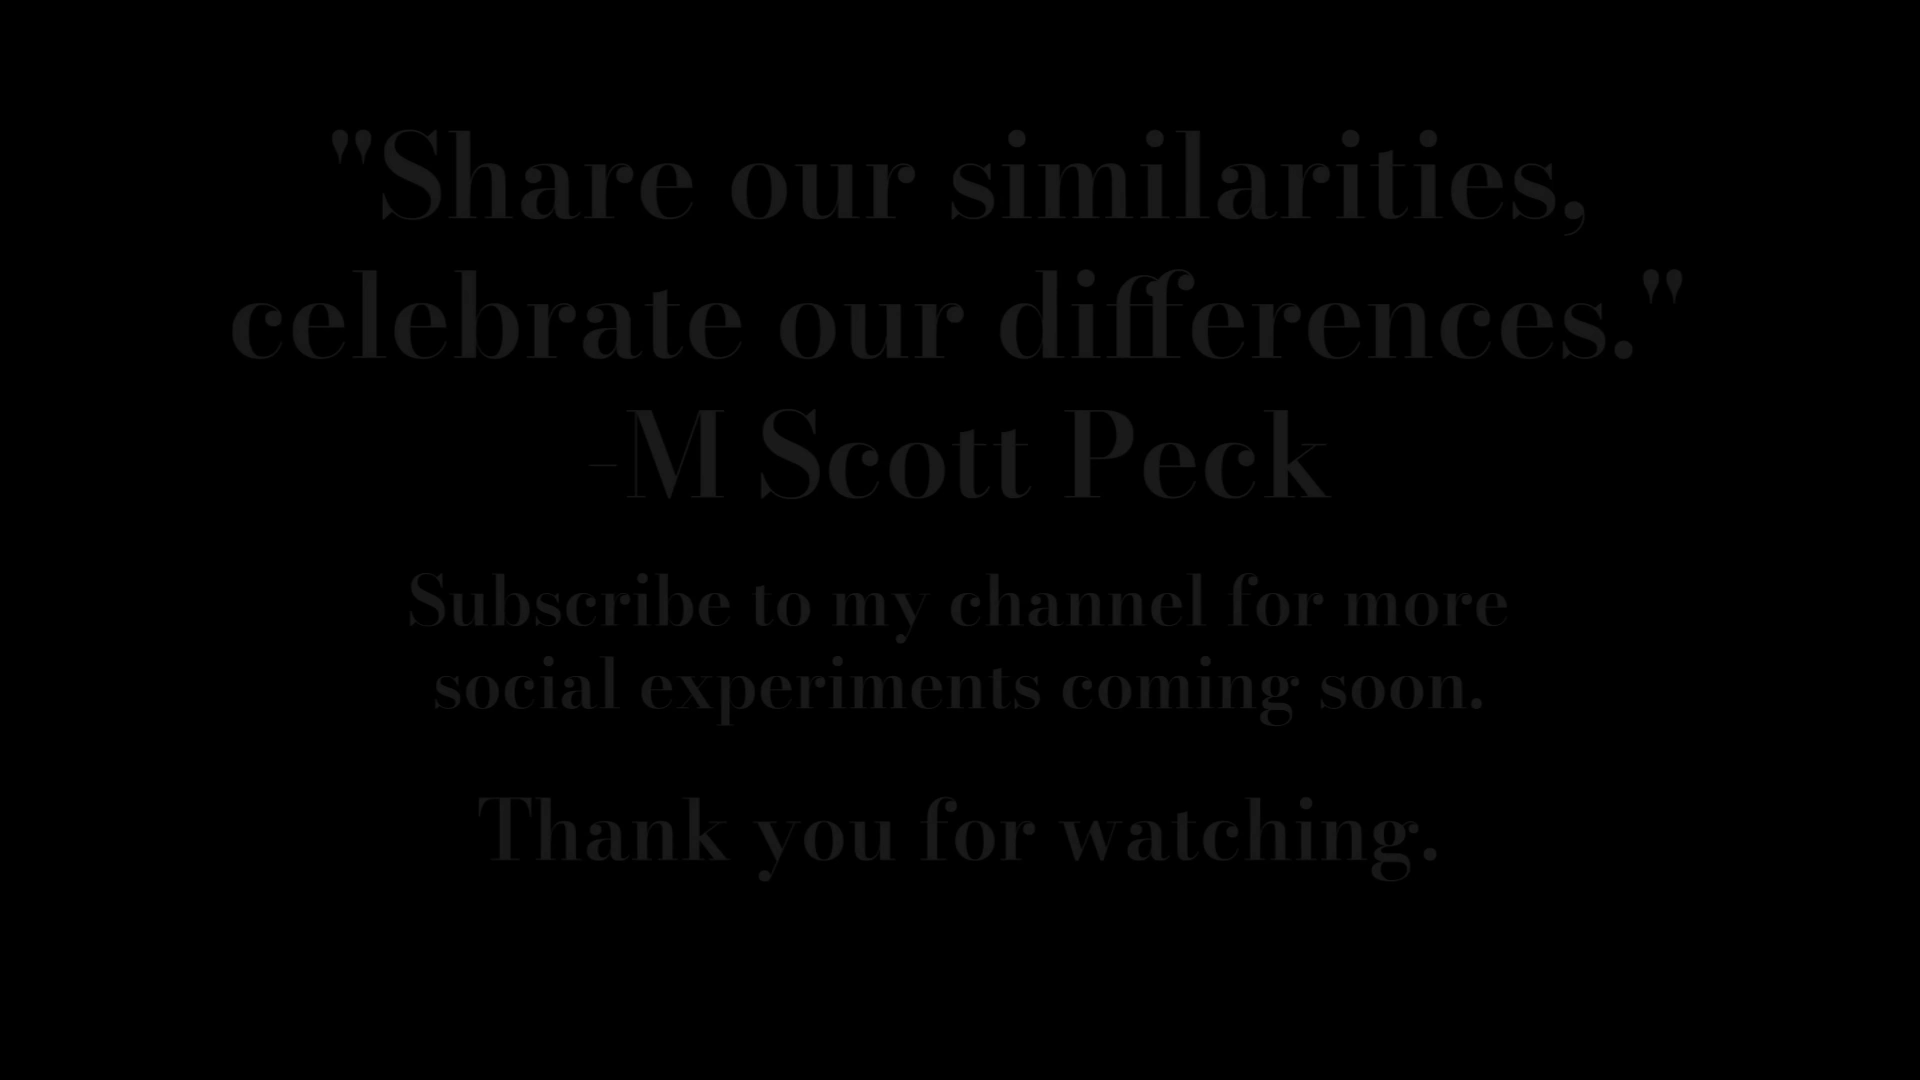 "Share our similarities,
celebrate our differences."
-M Scott Peck
Subscribe to my channel for more
social experiments coming soon.
Thank you for watching.